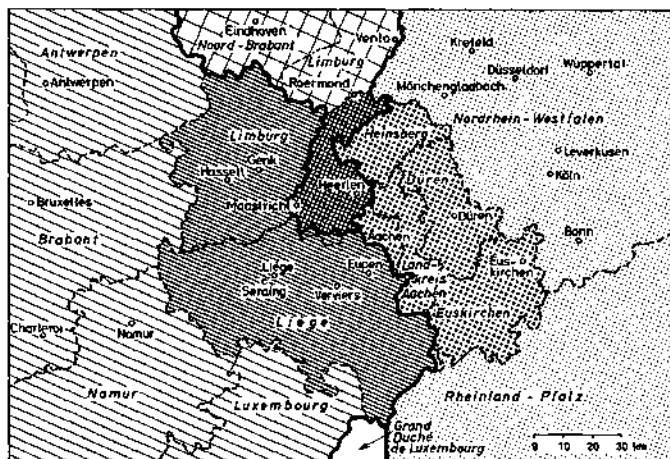 Eindhoven
Noord-Brabant
Venlo
Krefeld
Antwerpen
Limburg
Düsseldorf
Wuppertal
Antwerpen
Roermond
Mönchengladbach
Nordrhein-Westfalen
Limburg
Heinsberg
Genk
Hasselt
Leverkusen
Düren
Heerlen
Köln
Bruxelles
Maastricht
Düren
Brabant
Aachen
Bonn
Liège
Eupen
Land-
kreis
Aachen
Eus-
kirchen
Seraing
Verviers
Liège
Euskirchen
Charleroi
Namur
Namur
Luxembourg
Rheinland-Pfalz
Grand
Duché
de Luxembourg
0 5 10 20 30 km